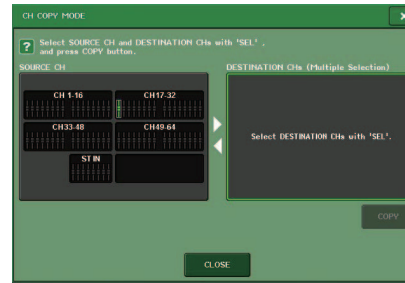 CH COPY MODE
×
? Select SOURCE CH and DESTINATION CHs with 'SEL' ,
and press COPY button.
SOURCE CH
DESTINATION CHs (Multiple Selection)
CH 1-16
CH17-32
CH33-48
CH49-64
ST IN
Select DESTINATION CHs with 'SEL'.
COPY
CLOSE